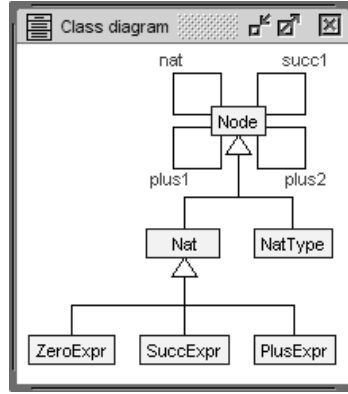 Class diagram
nat succ1
Node
plus1 plus2
Nat NatType
ZeroExpr SuccExpr PlusExpr